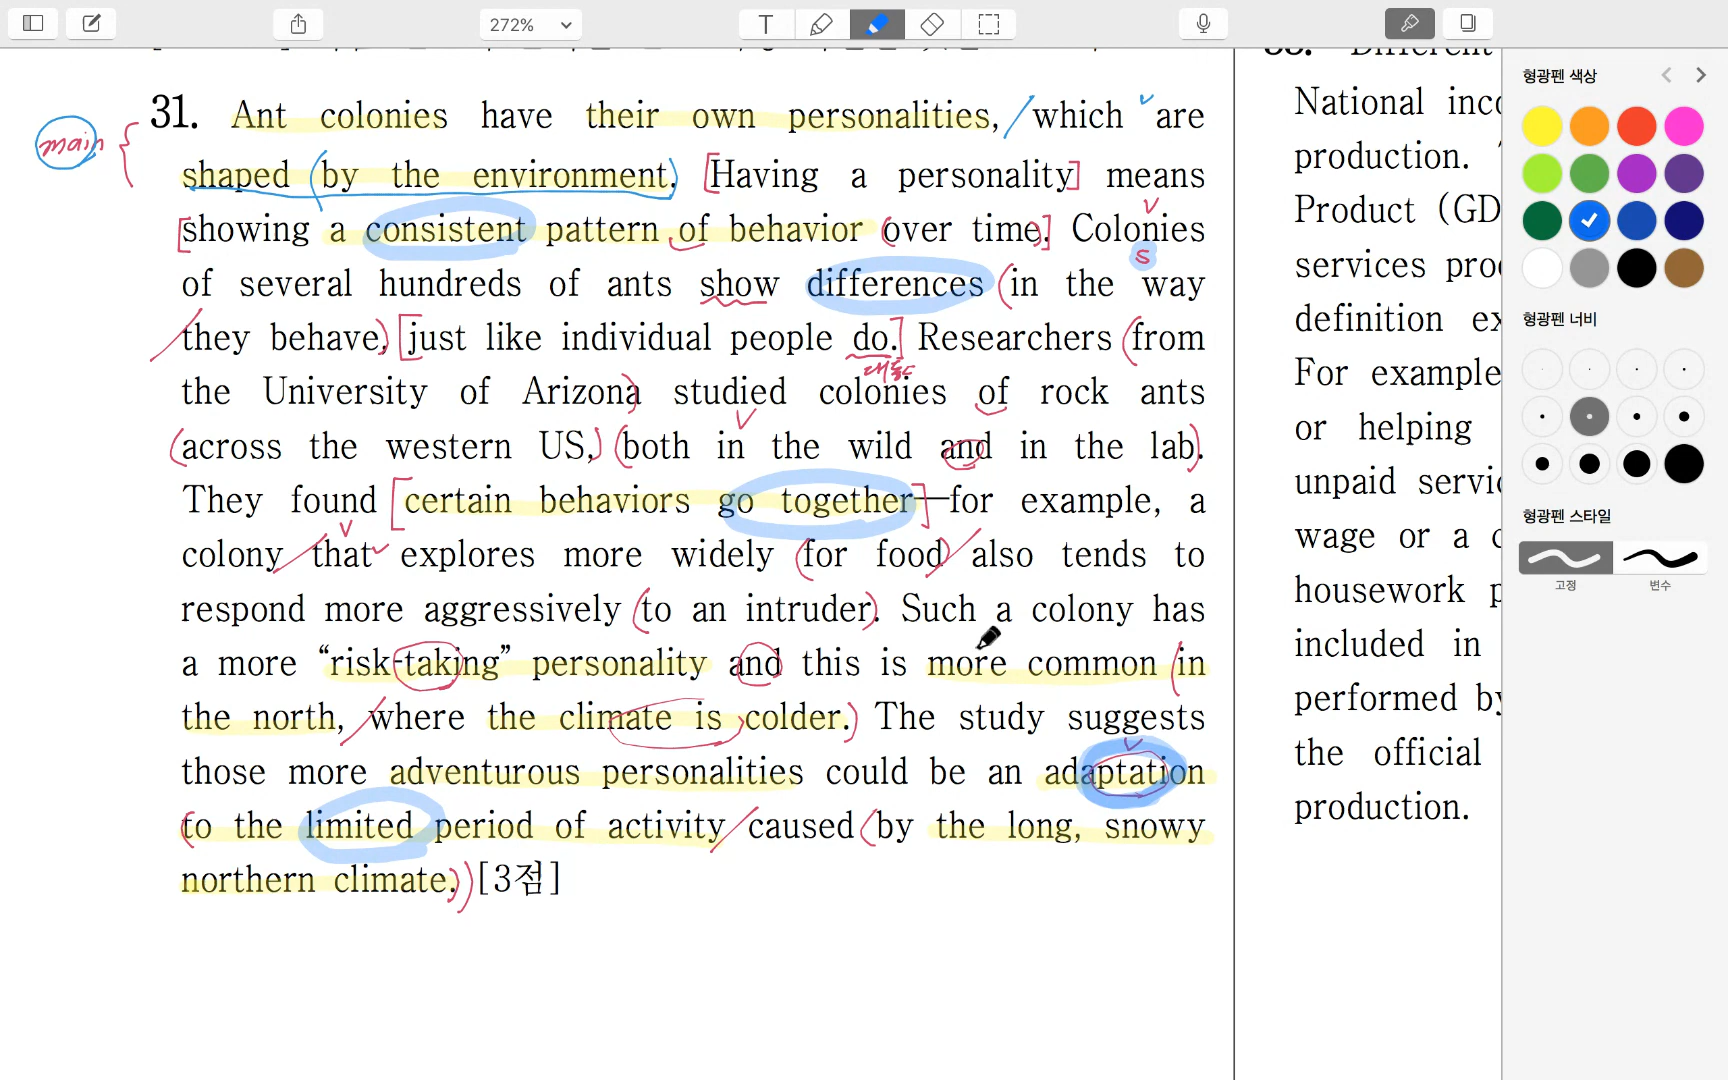 272%
T
31. Ant colonies have their own personalities, which are
main
shaped by the environment. [Having a personality] means
[showing a consistent pattern of behavior (over time.] Colonies
s
of several hundreds of ants show differences (in the way
they behave,) [just like individual people do.] Researchers (from
대동
the University of Arizona) studied colonies of rock ants
(across the western US,) (both in the wild and in the lab).
They found [certain behaviors go together]—for example, a
colony that explores more widely (for food) also tends to
respond more aggressively (to an intruder). Such a colony has
a more “risk-taking” personality and this is more common (in
the north, where the climate is colder.) The study suggests
those more adventurous personalities could be an adaptation
(to the limited period of activity caused (by the long, snowy
northern climate.)) [3점]
Different
National inco
production.
Product (GD
services prod
definition ex
For example
or helping
unpaid servic
wage or a c
housework p
included in
performed by
the official
production.
형광펜 색상
형광펜 너비
형광펜 스타일
고정
변수